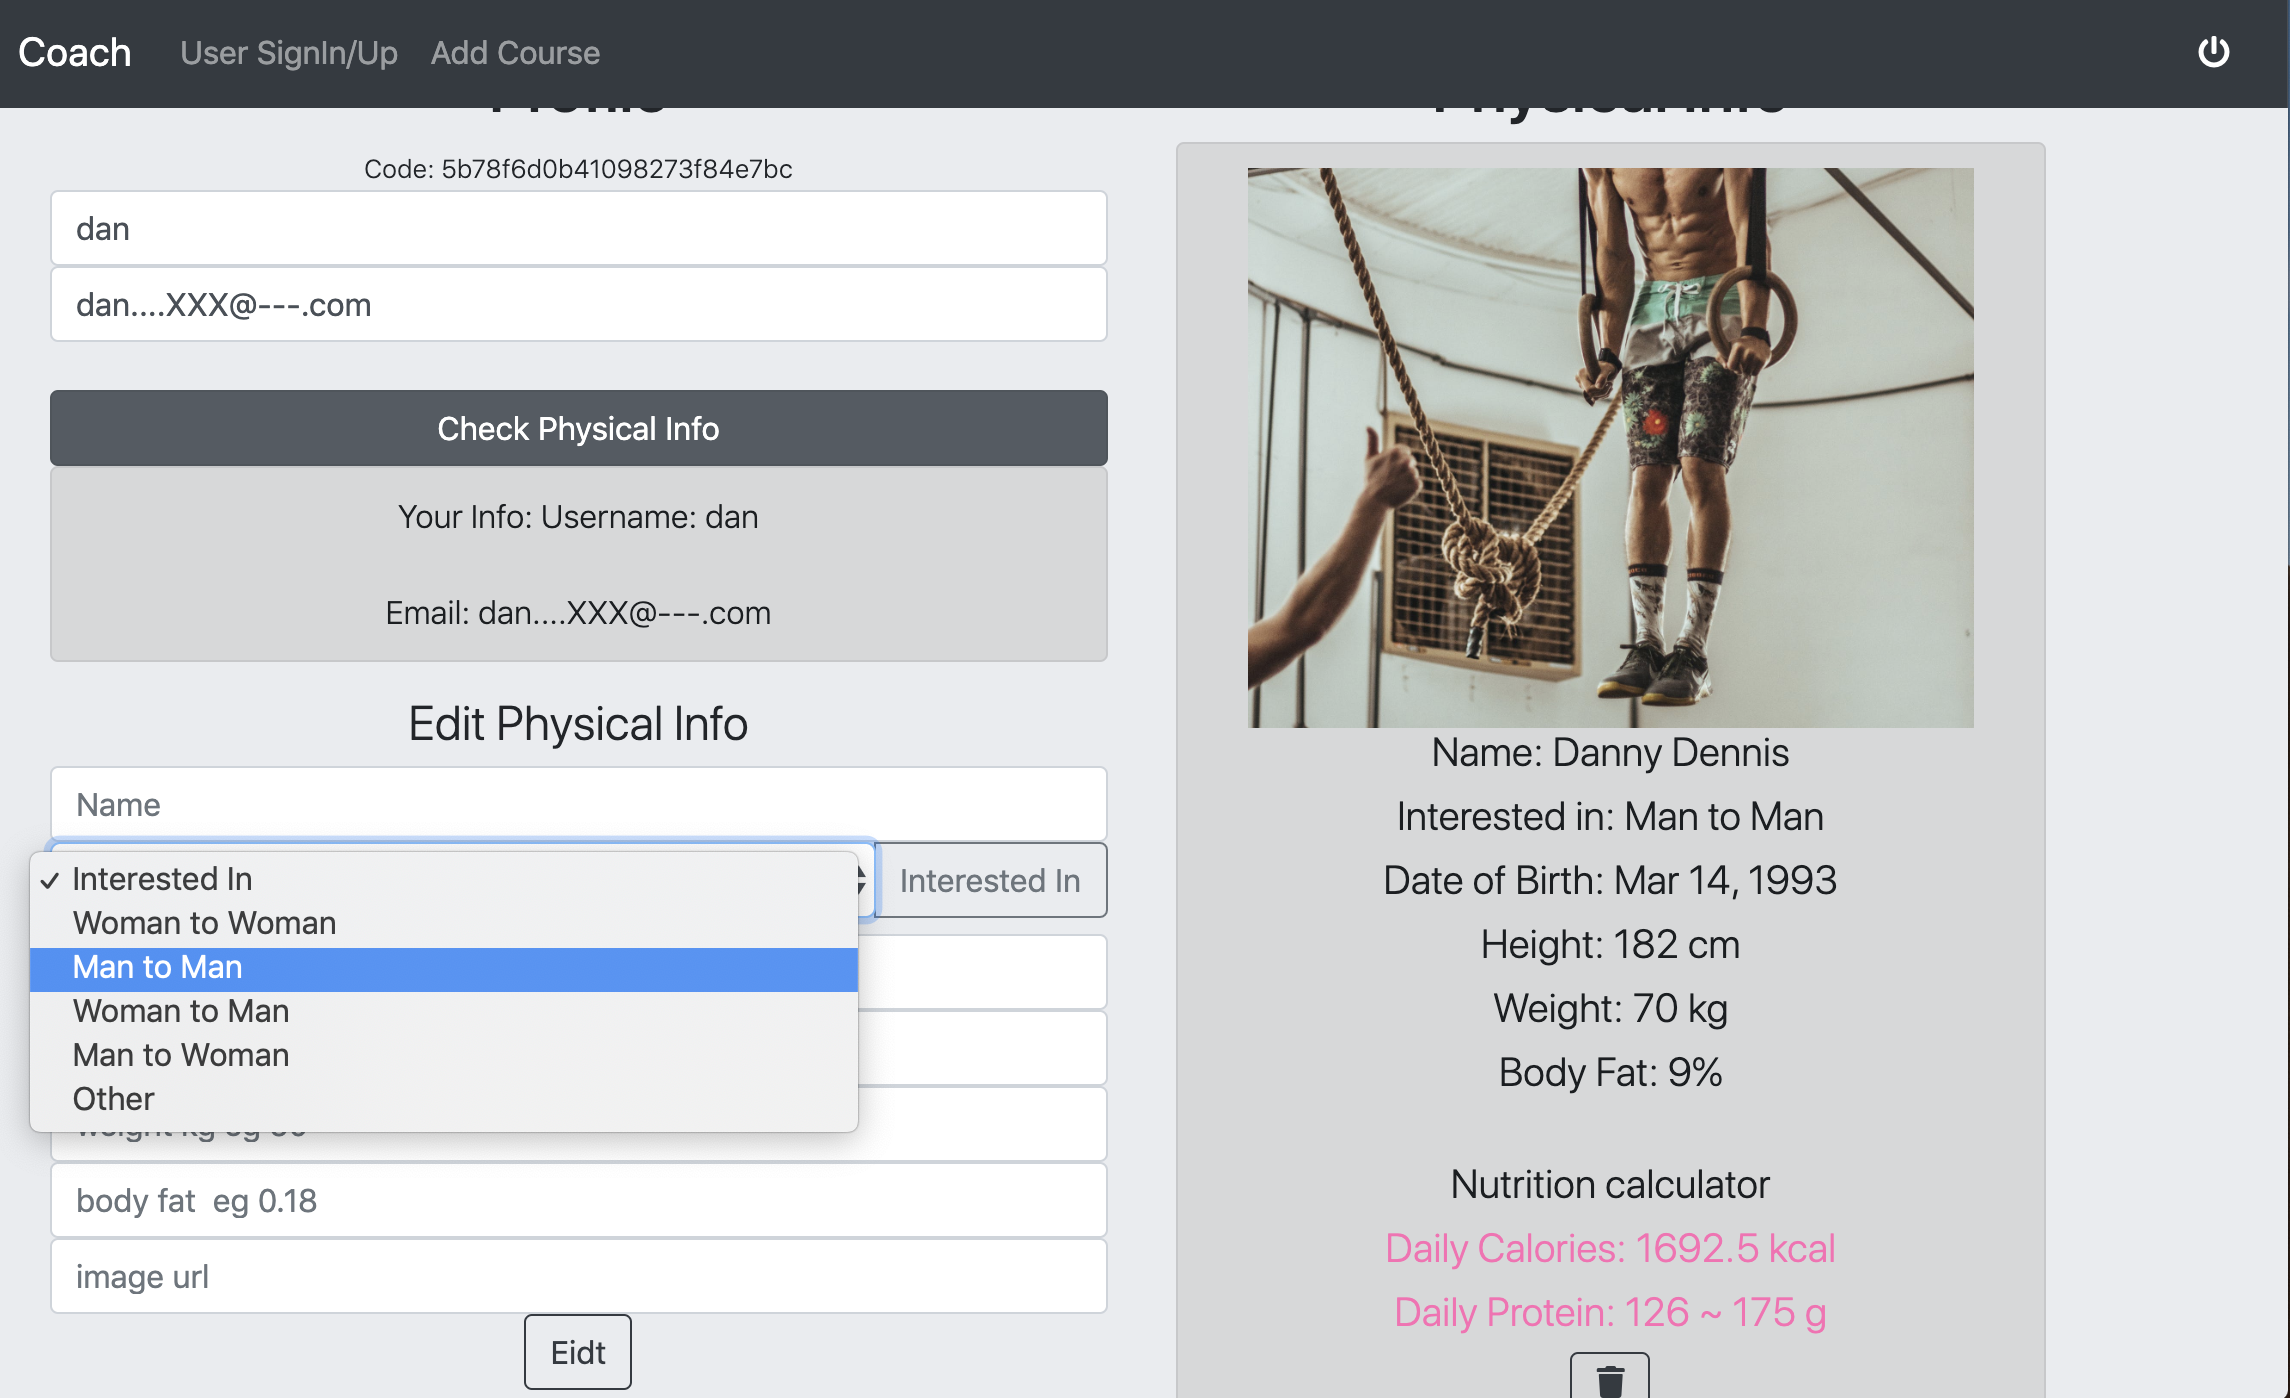 Coach User SignIn/Up Add Course
Code: 5b78f6d0b41098273f84e7bc
dan
dan....XXX@---.com
Check Physical Info
Your Info: Username: dan
Email: dan....XXX@---.com
Edit Physical Info
Name
Interested In
Interested In
Woman to Woman
Man to Man
Woman to Man
Man to Woman
Other
body fat  eg 0.18
image url
Eidt
Physical Info
Name: Danny Dennis
Interested in: Man to Man
Date of Birth: Mar 14, 1993
Height: 182 cm
Weight: 70 kg
Body Fat: 9%
Nutrition calculator
Daily Calories: 1692.5 kcal
Daily Protein: 126 ~ 175 g